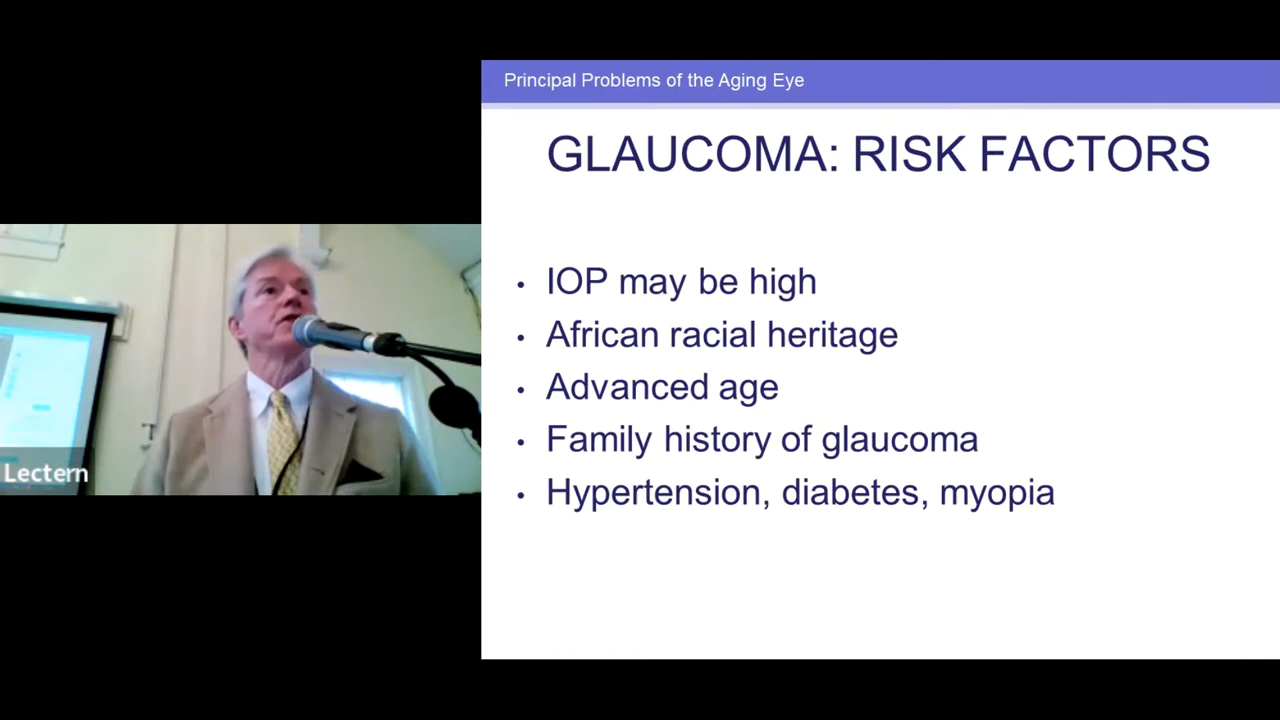 Principal Problems of the Aging Eye
GLAUCOMA: RISK FACTORS
• IOP may be high
• African racial heritage
• Advanced age
• Family history of glaucoma
• Hypertension, diabetes, myopia
Lectern